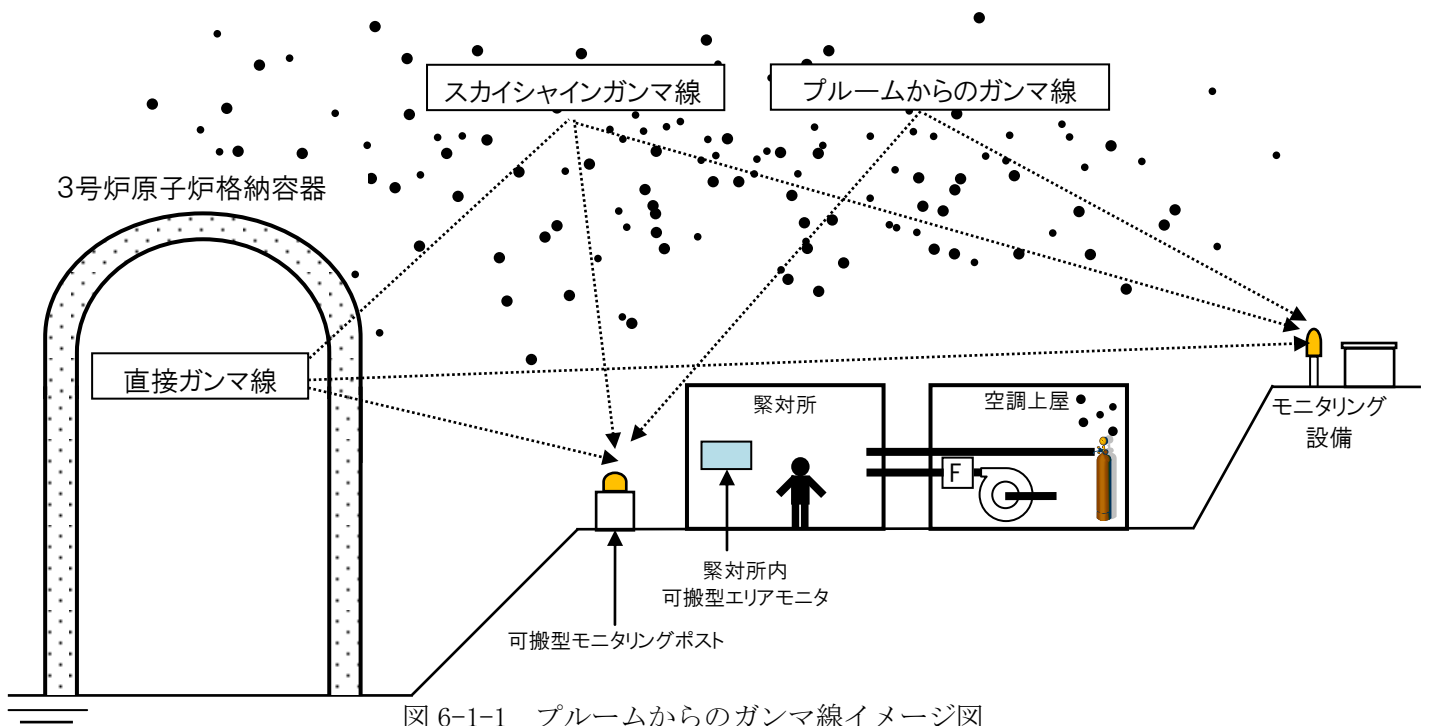 スカイシャインガンマ線
プルームからのガンマ線
3号炉原子炉格納容器
直接ガンマ線
緊対所
空調上屋
F
モニタリング
設備
緊対所内
可搬型エリアモニタ
可搬型モニタリングポスト
図 6-1-1 プルームからのガンマ線イメージ図